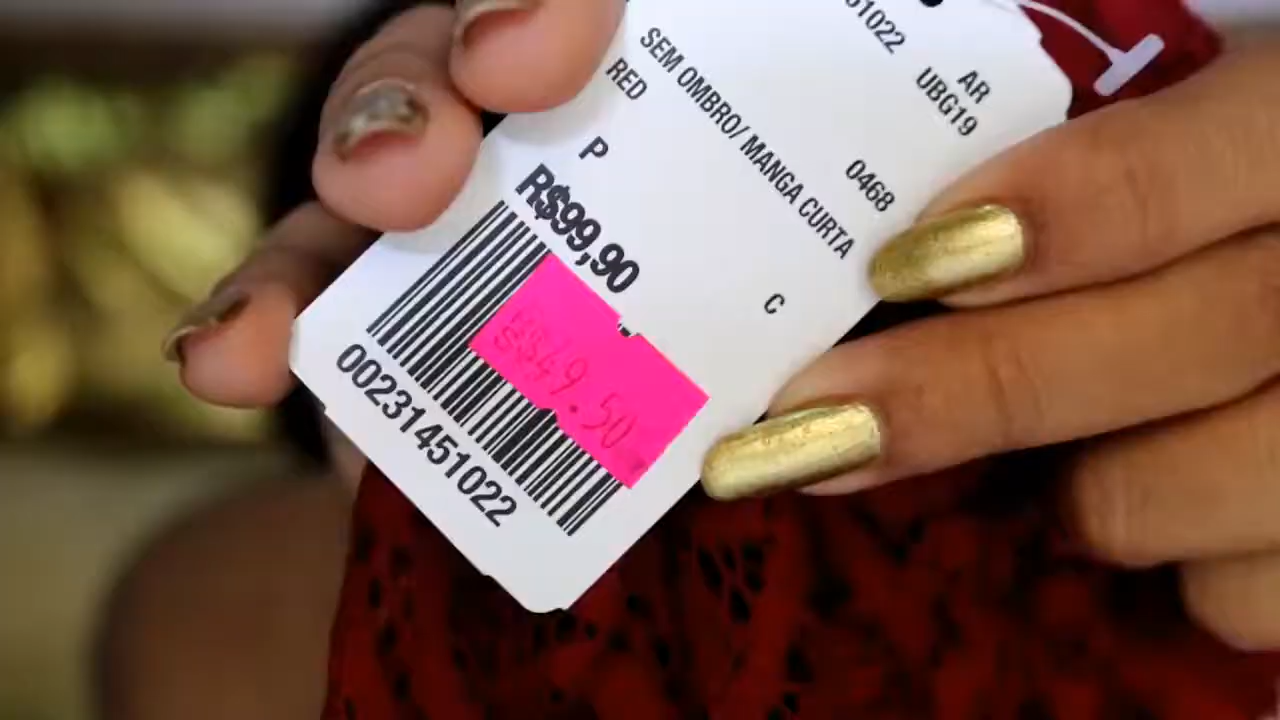 51022
AR
UBG19
SEM OMBRO/ MANGA CURTA
0468
RED
P
C
R$99,90
49.50
00231451022